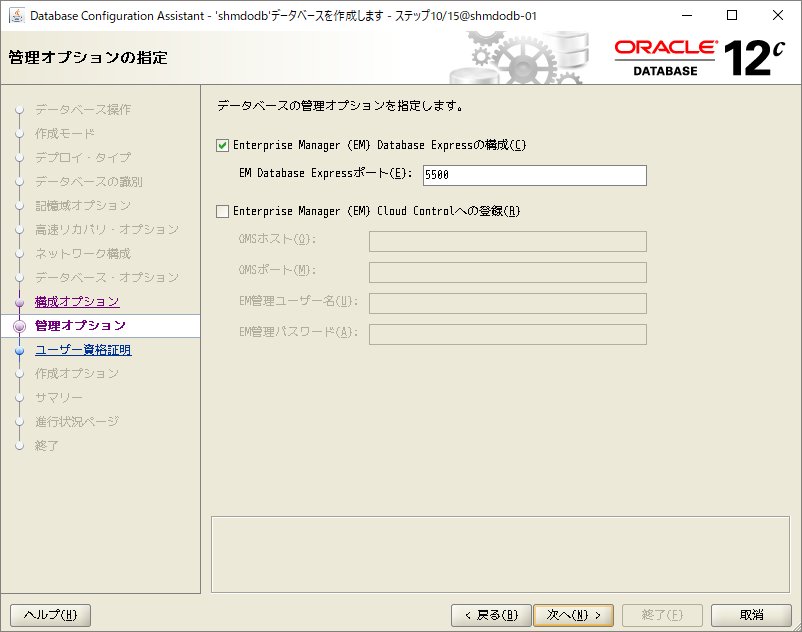 Database Configuration Assistant - 'shmdodb'データベースを作成します - ステップ10/15@shmdodb-01
管理オプションの指定
ORACLE®
DATABASE
12c
データベース操作
作成モード
デプロイ・タイプ
データベースの識別
記憶域オプション
高速リカバリ・オプション
ネットワーク構成
データベース・オプション
構成オプション
管理オプション
ユーザー資格証明
作成オプション
サマリー
進行状況ページ
終了
データベースの管理オプションを指定します。
Enterprise Manager (EM) Database Expressの構成(C)
EM Database Expressポート(E): 5500
Enterprise Manager (EM) Cloud Controlへの登録(R)
OMSホスト(O):
OMSポート(M):
EM管理ユーザー名(U):
EM管理パスワード(A):
ヘルプ(H)
< 戻る(B)
次へ(N) >
終了(F)
取消